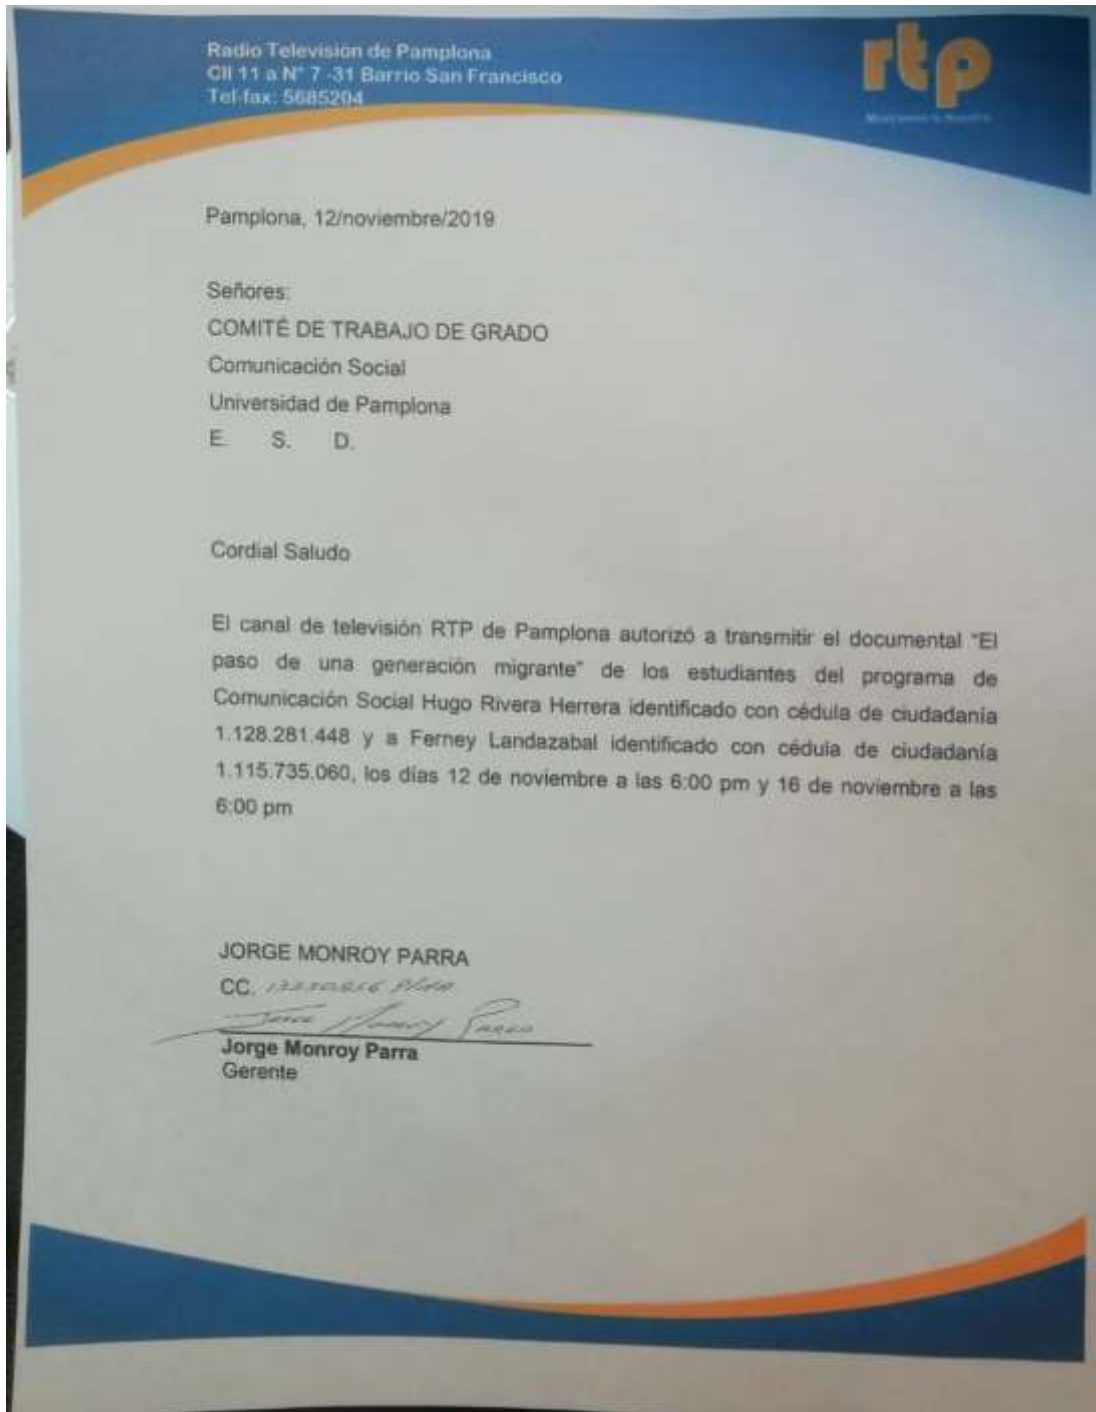 Radio Televisión de Pamplona
Cll 11 a N° 7 -31 Barrio San Francisco
Tel-fax: 5685204
rtp
Pamplona, 12/noviembre/2019
Señores:
COMITÉ DE TRABAJO DE GRADO
Comunicación Social
Universidad de Pamplona
E. S. D.
Cordial Saludo
El canal de televisión RTP de Pamplona autorizó a transmitir el documental "El
paso de una generación migrante" de los estudiantes del programa de
Comunicación Social Hugo Rivera Herrera identificado con cédula de ciudadanía
1.128.281.448 y a Ferney Landazabal identificado con cédula de ciudadanía
1.115.735.060, los días 12 de noviembre a las 6:00 pm y 16 de noviembre a las
6:00 pm
JORGE MONROY PARRA
CC.
Jorge Monroy Parra
Jorge Monroy Parra
Gerente